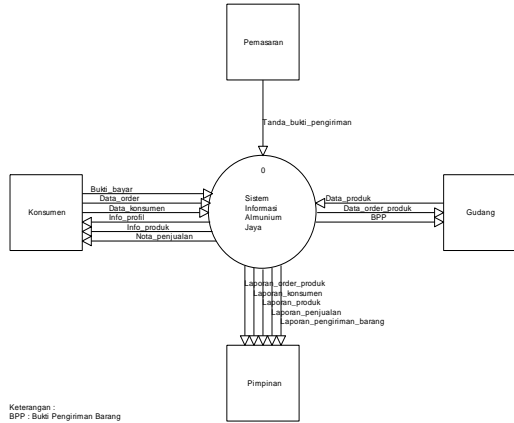 Pemasaran
Tanda_bukti_pengiriman
0
Sistem
Informasi
Almunium
Jaya
Konsumen
Bukti_bayar
Data_order
Data_konsumen
Info_profil
Info_produk
Nota_penjualan
Data_produk
Data_order_produk
BPP
Gudang
Laporan_order_produk
Laporan_konsumen
Laporan_produk
Laporan_penjualan
Laporan_pengiriman_barang
Pimpinan
Keterangan :
BPP : Bukti Pengiriman Barang